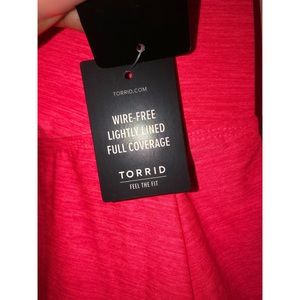 TORRID.COM
WIRE-FREE
LIGHTLY LINED
FULL COVERAGE
TORRID
FEEL THE FIT